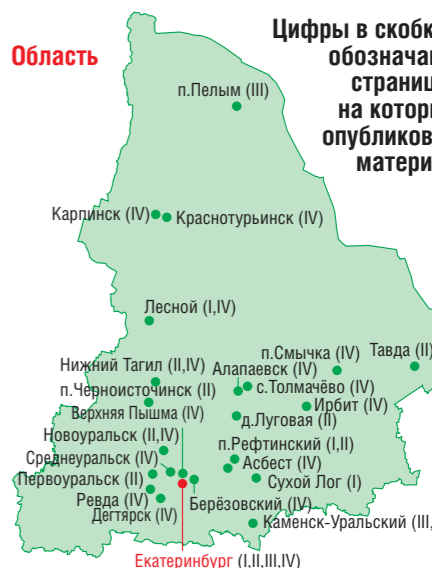 Область
Цифры в скобк
обознача
страниц
на котор
опубликов
матери
п.Пелым (III)
Карпинск (IV)
Краснотурьинск (IV)
Лесной (I,IV)
п.Смычка (IV)
Тавда (II)
Нижний Тагил (II,IV)
Алапаевск (IV)
п.Черноисточинск (II)
с.Толмачёво (IV)
Верхняя Пышма (IV)
Ирбит (IV)
д.Луговая (II)
Новоуральск (II,IV)
п.Рефтинский (I,II)
Среднеуральск (IV)
Асбест (IV)
Первоуральск (II)
Сухой Лог (I)
Ревда (IV)
Берёзовский (IV)
Дегтярск (IV)
Каменск-Уральский (III,
Екатеринбург (I,II,III,IV)